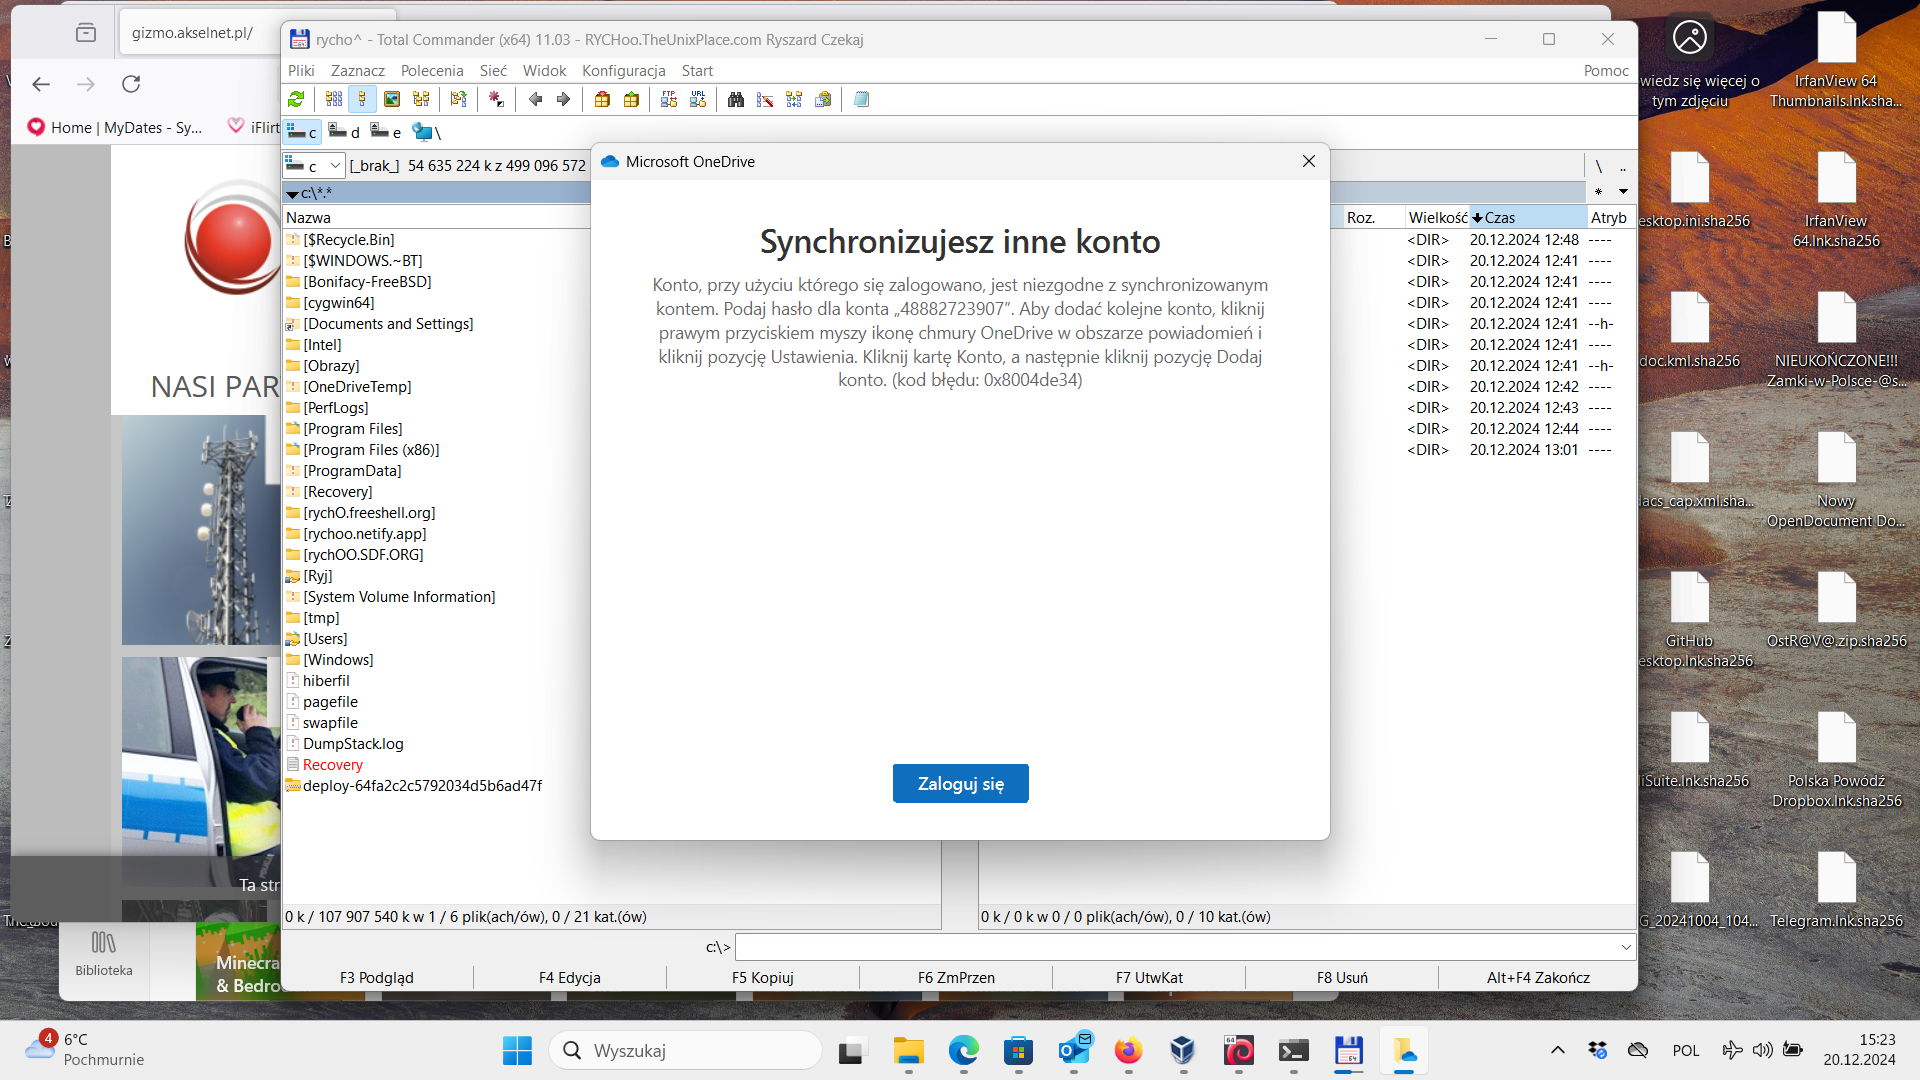 gizmo.akselnet.pl/
Home | MyDates - Sy...
iFlirt
NASI PAR
Ta str
Biblioteka
Minecra
& Bedro
rycho^ - Total Commander (x64) 11.03 - RYCHoo.TheUnixPlace.com Ryszard Czekaj
Pliki Zaznacz Polecenia Sieć Widok Konfiguracja Start Pomoc
FTP URL
c d e \
c [_brak_] 54 635 224 k z 499 096 572 \ ..
c:\*.* *
Nazwa
[$Recycle.Bin]
[$WINDOWS.~BT]
[Bonifacy-FreeBSD]
[cygwin64]
[Documents and Settings]
[Intel]
[Obrazy]
[OneDriveTemp]
[PerfLogs]
[Program Files]
[Program Files (x86)]
[ProgramData]
[Recovery]
[rychO.freeshell.org]
[rychoo.netify.app]
[rychOO.SDF.ORG]
[Ryj]
[System Volume Information]
[tmp]
[Users]
[Windows]
hiberfil
pagefile
swapfile
DumpStack.log
Recovery
deploy-64fa2c2c5792034d5b6ad47f
0 k / 107 907 540 k w 1 / 6 plik(ach/ów), 0 / 21 kat.(ów)
Roz. Wielkość Czas Atryb
<DIR> 20.12.2024 12:48 ----
<DIR> 20.12.2024 12:41 ----
<DIR> 20.12.2024 12:41 ----
<DIR> 20.12.2024 12:41 ----
<DIR> 20.12.2024 12:41 --h-
<DIR> 20.12.2024 12:41 ----
<DIR> 20.12.2024 12:41 --h-
<DIR> 20.12.2024 12:42 ----
<DIR> 20.12.2024 12:43 ----
<DIR> 20.12.2024 12:44 ----
<DIR> 20.12.2024 13:01 ----
0 k / 0 k w 0 / 0 plik(ach/ów), 0 / 10 kat.(ów)
c:\>
F3 Podgląd F4 Edycja F5 Kopiuj F6 ZmPrzen F7 UtwKat F8 Usuń Alt+F4 Zakończ
Microsoft OneDrive
Synchronizujesz inne konto
Konto, przy użyciu którego się zalogowano, jest niezgodne z synchronizowanym
kontem. Podaj hasło dla konta „48882723907”. Aby dodać kolejne konto, kliknij
prawym przyciskiem myszy ikonę chmury OneDrive w obszarze powiadomień i
kliknij pozycję Ustawienia. Kliknij kartę Konto, a następnie kliknij pozycję Dodaj
konto. (kod błędu: 0x8004de34)
Zaloguj się
wiedz się więcej o
tym zdjęciu
IrfanView 64
Thumbnails.lnk.sha...
esktop.ini.sha256
IrfanView
64.lnk.sha256
doc.kml.sha256
NIEUKOŃCZONE!!!
Zamki-w-Polsce-@s...
dacs_cap.xml.sha...
Nowy
OpenDocument Do...
GitHub
esktop.lnk.sha256
OstR@V@.zip.sha256
iSuite.lnk.sha256
Polska Powódź
Dropbox.lnk.sha256
G_20241004_104...
Telegram.lnk.sha256
4
6°C
Pochmurnie
Wyszukaj
64
64
POL
15:23
20.12.2024